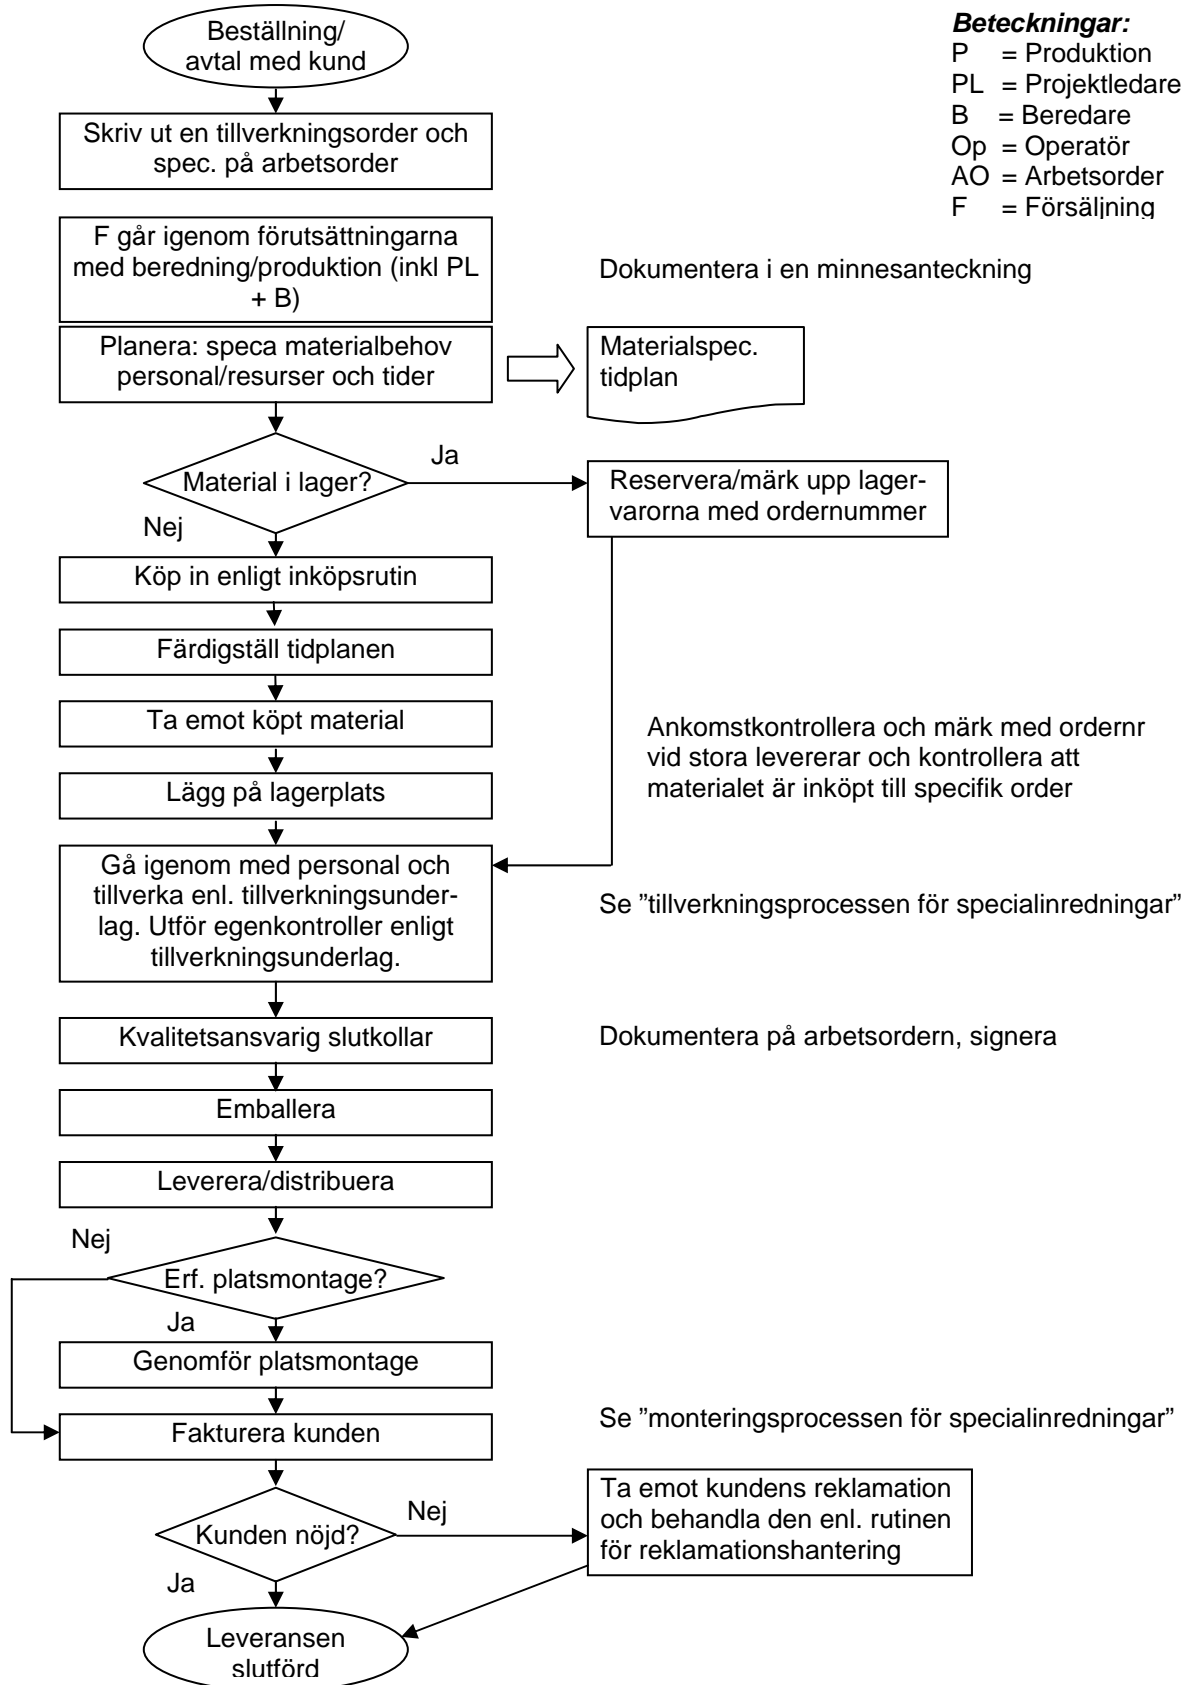 Beställning/
avtal med kund
Beteckningar:
P = Produktion
PL = Projektledare
B = Beredare
Op = Operatör
AO = Arbetsorder
F = Försäljning
Skriv ut en tillverkningsorder och
spec. på arbetsorder
F går igenom förutsättningarna
med beredning/produktion (inkl PL
+ B)
Dokumentera i en minnesanteckning
Planera: speca materialbehov
personal/resurser och tider
Materialspec.
tidplan
Material i lager?
Ja
Nej
Reservera/märk upp lager-
varorna med ordernummer
Köp in enligt inköpsrutin
Färdigställ tidplanen
Ta emot köpt material
Ankomstkontrollera och märk med ordernr
vid stora levererar och kontrollera att
materialet är inköpt till specifik order
Lägg på lagerplats
Gå igenom med personal och
tillverka enl. tillverkningsunder-
lag. Utför egenkontroller enligt
tillverkningsunderlag.
Se ”tillverkningsprocessen för specialinredningar”
Kvalitetsansvarig slutkollar
Dokumentera på arbetsordern, signera
Emballera
Leverera/distribuera
Nej
Erf. platsmontage?
Ja
Genomför platsmontage
Fakturera kunden
Se ”monteringsprocessen för specialinredningar”
Kunden nöjd?
Nej
Ja
Ta emot kundens reklamation
och behandla den enl. rutinen
för reklamationshantering
Leveransen
slutförd